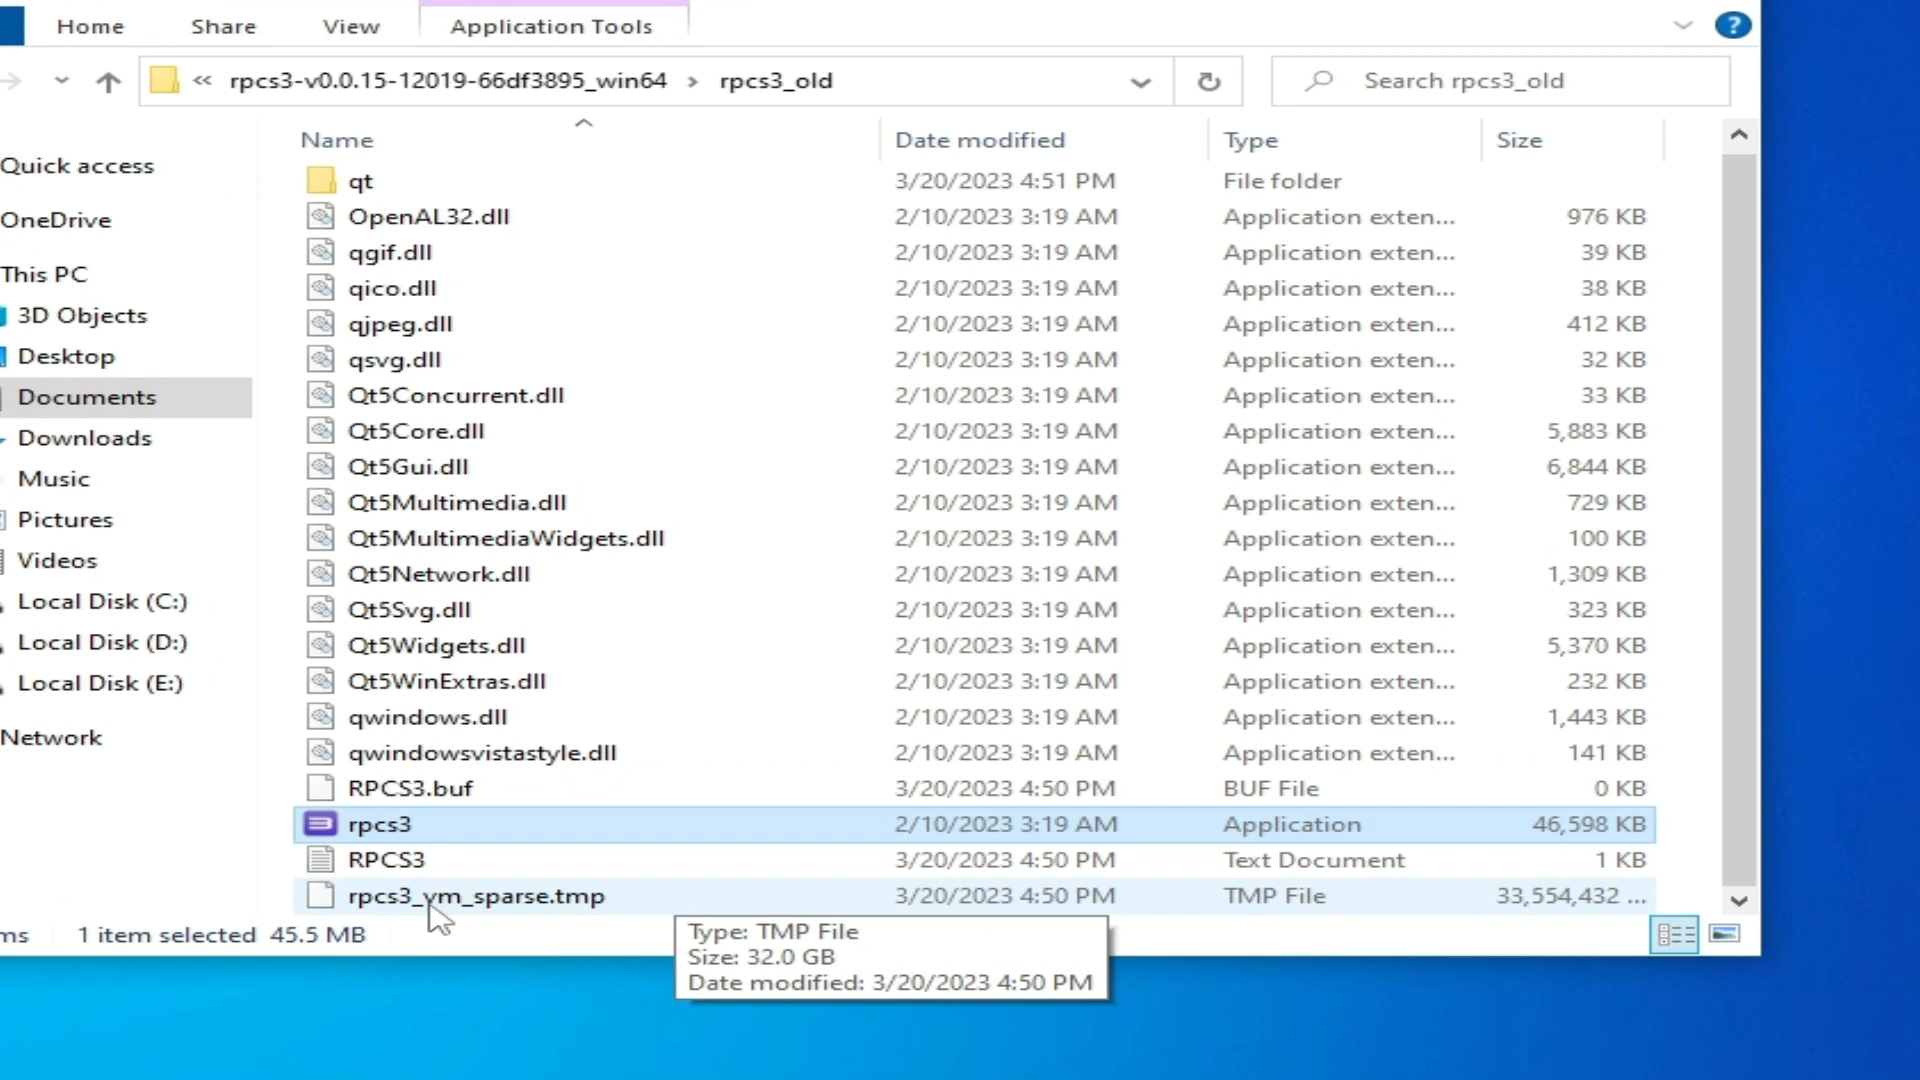 Home Share View Application Tools
?
« rpcs3-v0.0.15-12019-66df3895_win64 › rpcs3_old Search rpcs3_old
Name Date modified Type Size
Quick access
OneDrive
This PC
3D Objects
Desktop
Documents
Downloads
Music
Pictures
Videos
Local Disk (C:)
Local Disk (D:)
Local Disk (E:)
Network
qt 3/20/2023 4:51 PM File folder
OpenAL32.dll 2/10/2023 3:19 AM Application exten... 976 KB
qgif.dll 2/10/2023 3:19 AM Application exten... 39 KB
qico.dll 2/10/2023 3:19 AM Application exten... 38 KB
qjpeg.dll 2/10/2023 3:19 AM Application exten... 412 KB
qsvg.dll 2/10/2023 3:19 AM Application exten... 32 KB
Qt5Concurrent.dll 2/10/2023 3:19 AM Application exten... 33 KB
Qt5Core.dll 2/10/2023 3:19 AM Application exten... 5,883 KB
Qt5Gui.dll 2/10/2023 3:19 AM Application exten... 6,844 KB
Qt5Multimedia.dll 2/10/2023 3:19 AM Application exten... 729 KB
Qt5MultimediaWidgets.dll 2/10/2023 3:19 AM Application exten... 100 KB
Qt5Network.dll 2/10/2023 3:19 AM Application exten... 1,309 KB
Qt5Svg.dll 2/10/2023 3:19 AM Application exten... 323 KB
Qt5Widgets.dll 2/10/2023 3:19 AM Application exten... 5,370 KB
Qt5WinExtras.dll 2/10/2023 3:19 AM Application exten... 232 KB
qwindows.dll 2/10/2023 3:19 AM Application exten... 1,443 KB
qwindowsvistastyle.dll 2/10/2023 3:19 AM Application exten... 141 KB
RPCS3.buf 3/20/2023 4:50 PM BUF File 0 KB
rpcs3 2/10/2023 3:19 AM Application 46,598 KB
RPCS3 3/20/2023 4:50 PM Text Document 1 KB
rpcs3_vm_sparse.tmp 3/20/2023 4:50 PM TMP File 33,554,432 ...
ms 1 item selected 45.5 MB
Type: TMP File
Size: 32.0 GB
Date modified: 3/20/2023 4:50 PM